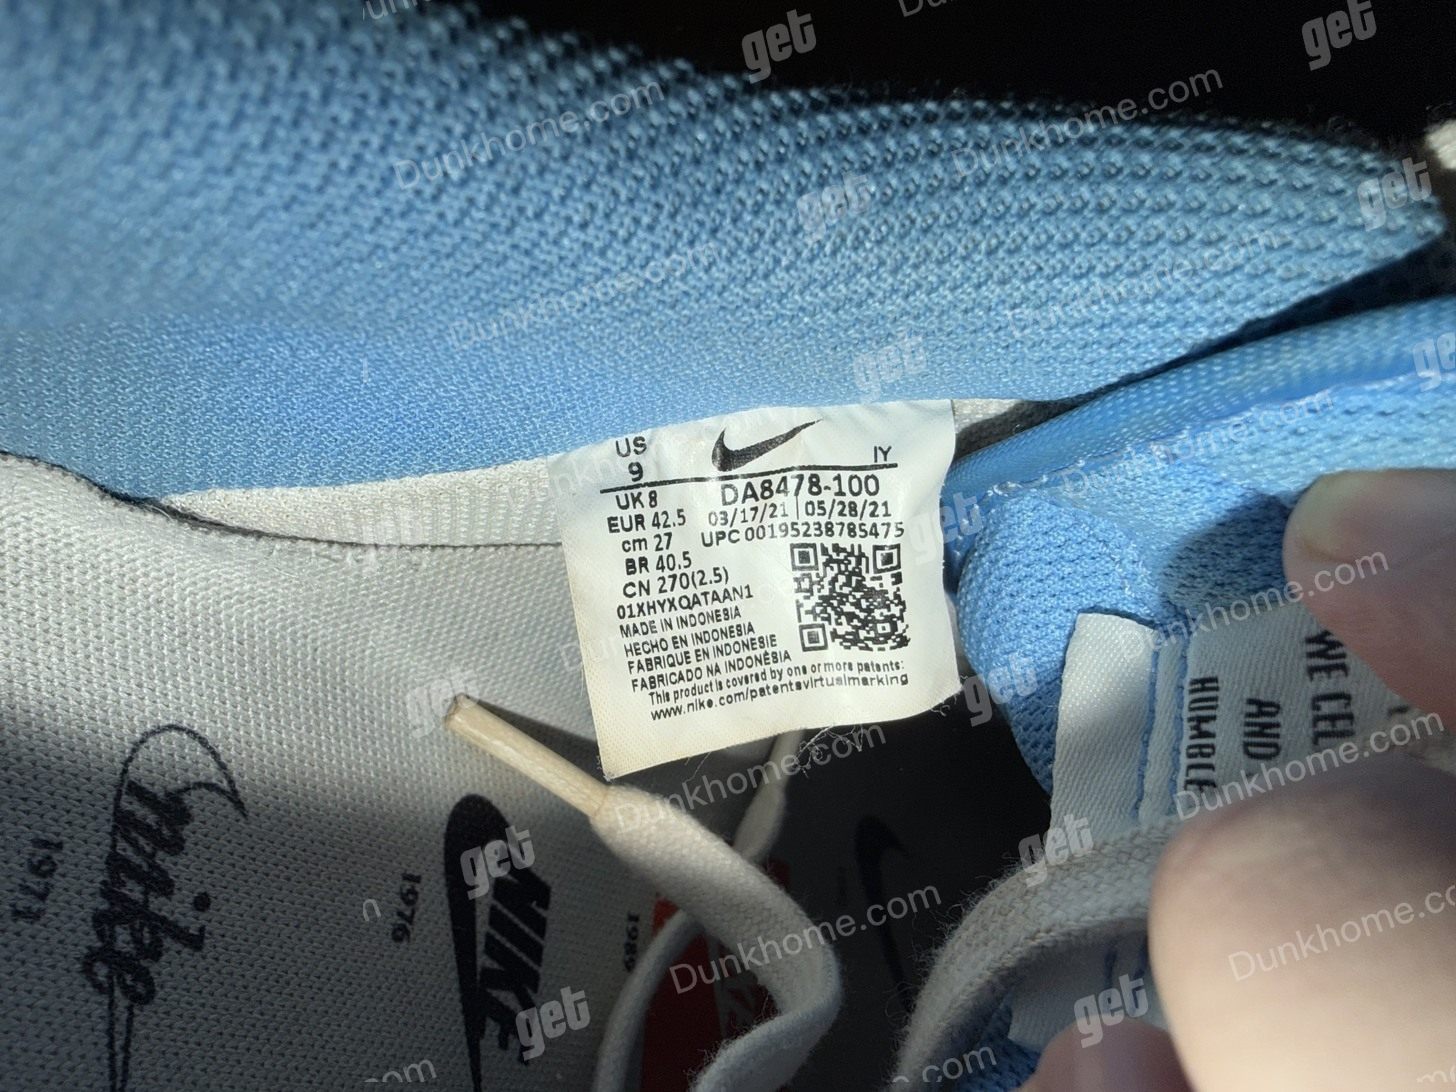 US
9
UK 8
EUR 42.5
cm 27
BR 40.5
CN 270(2.5)
IY
DA8478-100
03/17/21 05/28/21
UPC 00195238785475
01XHYXQATAAN1
MADE IN INDONESIA
HECHO EN INDONESIA
FABRIQUE EN INDONESIE
FABRICADO NA INDONÉSIA
This product is covered by one or more patents:
www.nike.com/patentsvirtualmarking
WE CEL
AND
HUMBLE
1971
nike
1976
NIKE
get
Dunkhome.com